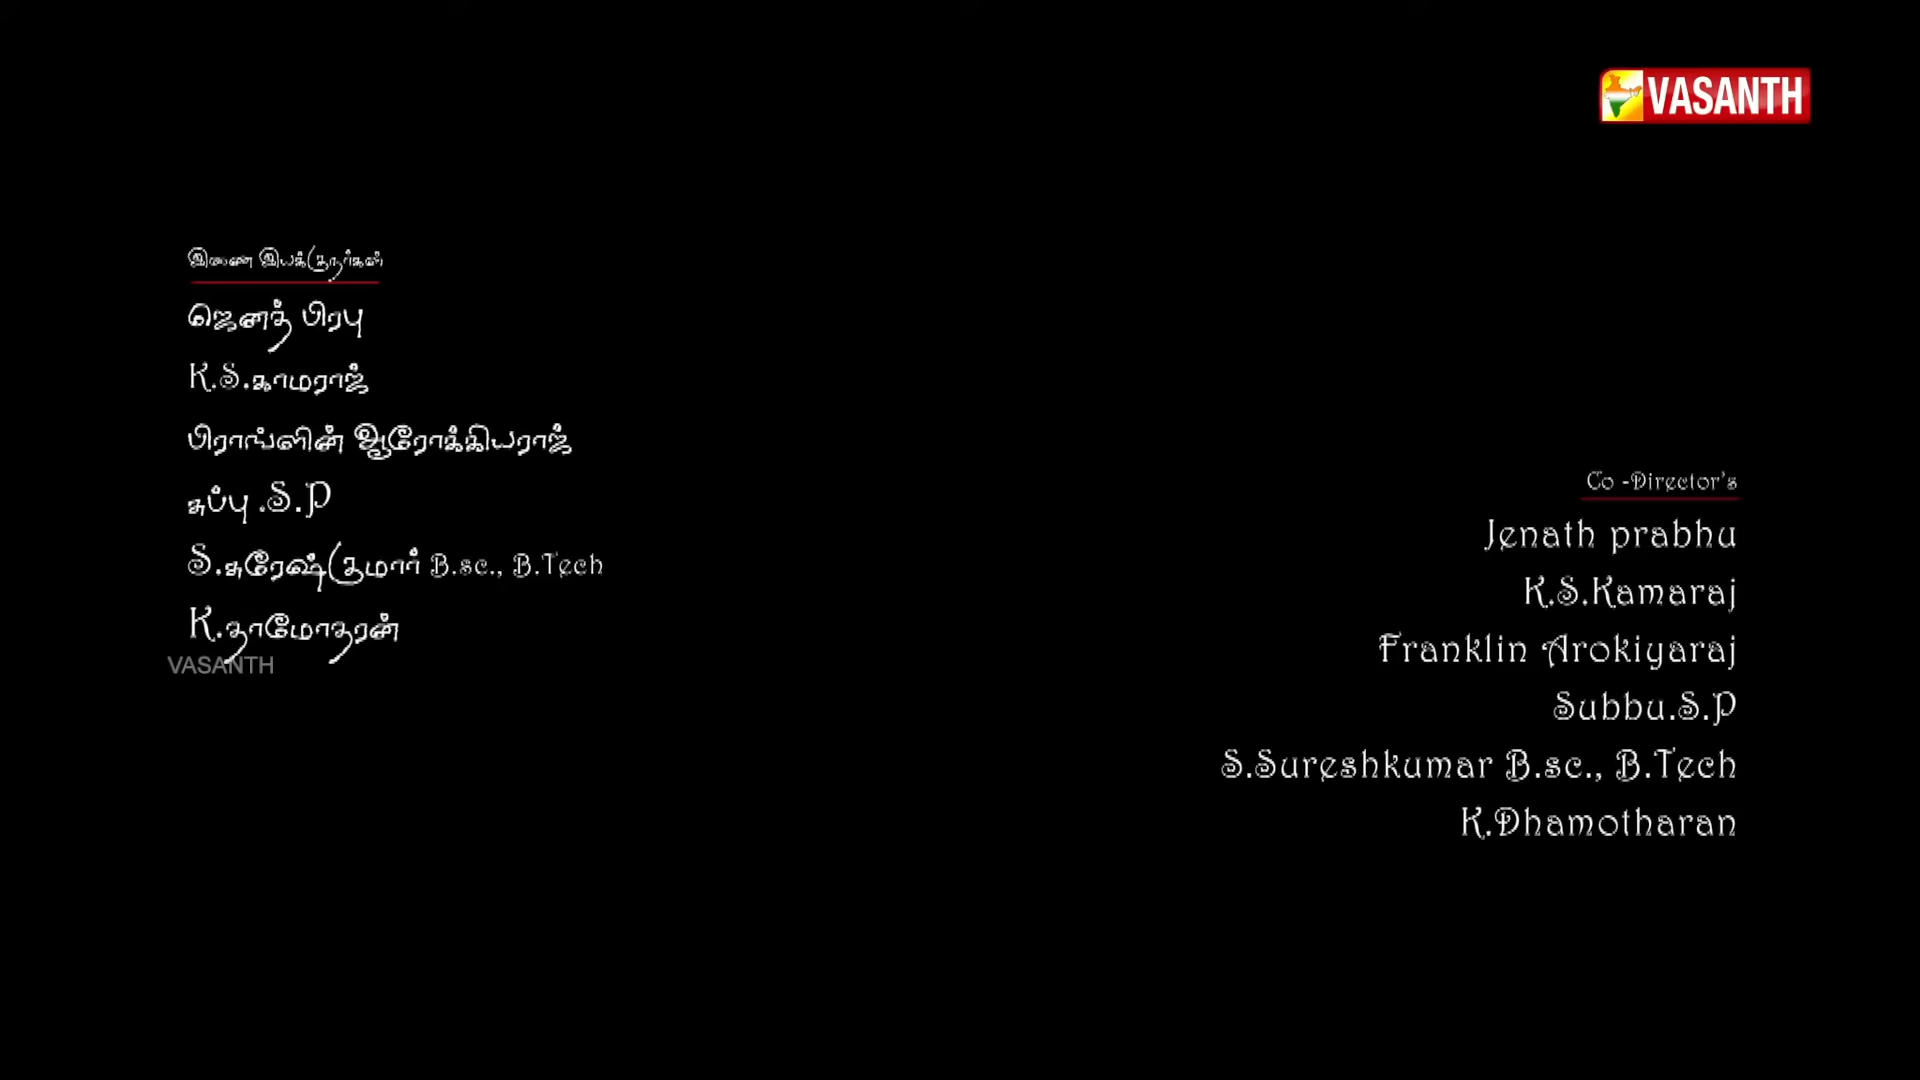 VASANTH
இணை இயக்குநர்கள்
ஜெனத் பிரபு
K.S.காமராஜ்
பிராங்ளின் ஆரோக்கியராஜ்
சுப்பு .S.P
S.சுரேஷ்குமார் B.sc., B.Tech
K.தாமோதரன்
VASANTH
Co -Director's
Jenath prabhu
K.S.Kamaraj
Franklin Arokiyaraj
Subbu.S.P
S.Sureshkumar B.sc., B.Tech
K.Dhamotharan